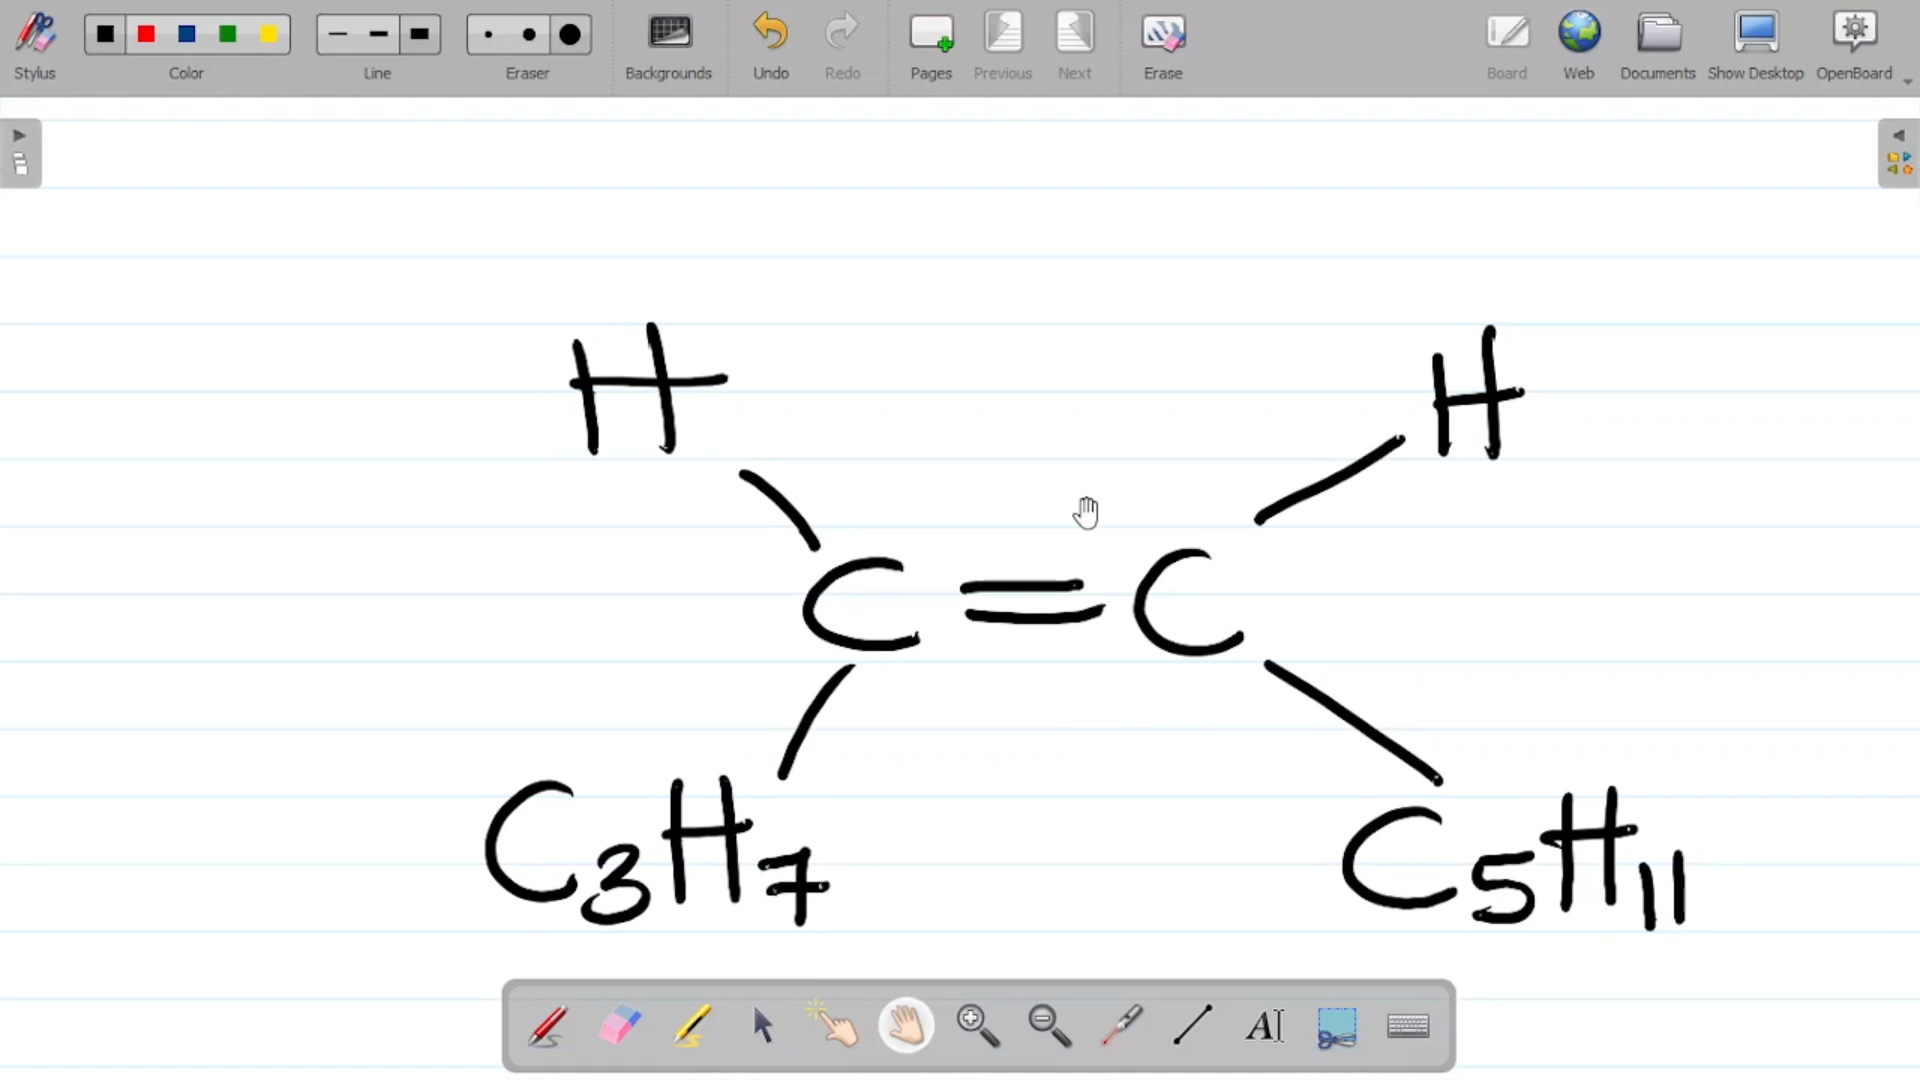 Stylus Color Line Eraser Backgrounds Undo Redo Pages Previous Next Erase Board Web Documents Show Desktop OpenBoard
H H
C = C
C₃H₇ C₅H₁₁
AI